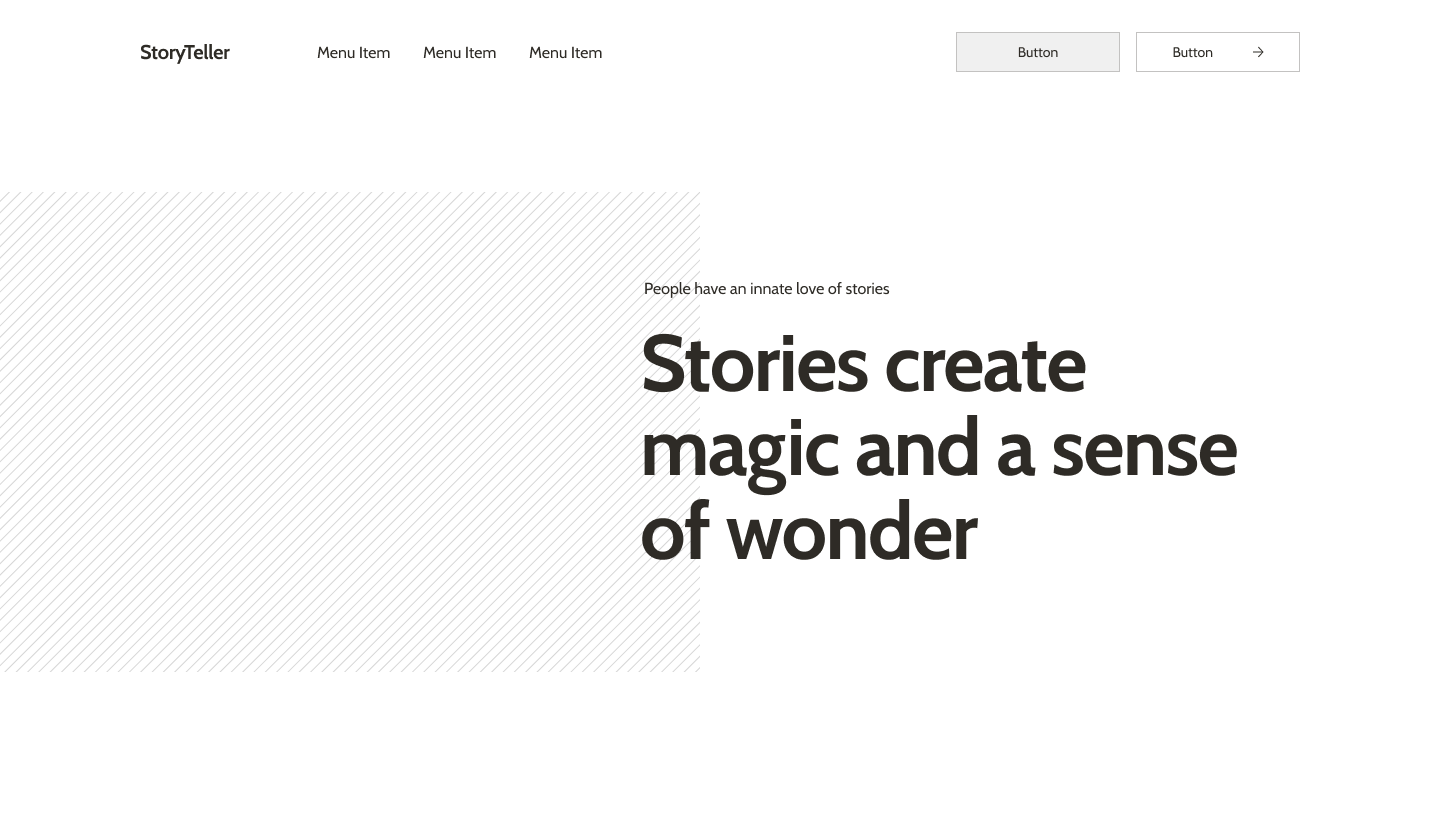 StoryTeller
Menu Item Menu Item Menu Item
Button
Button
People have an innate love of stories
Stories create
magic and a sense
of wonder